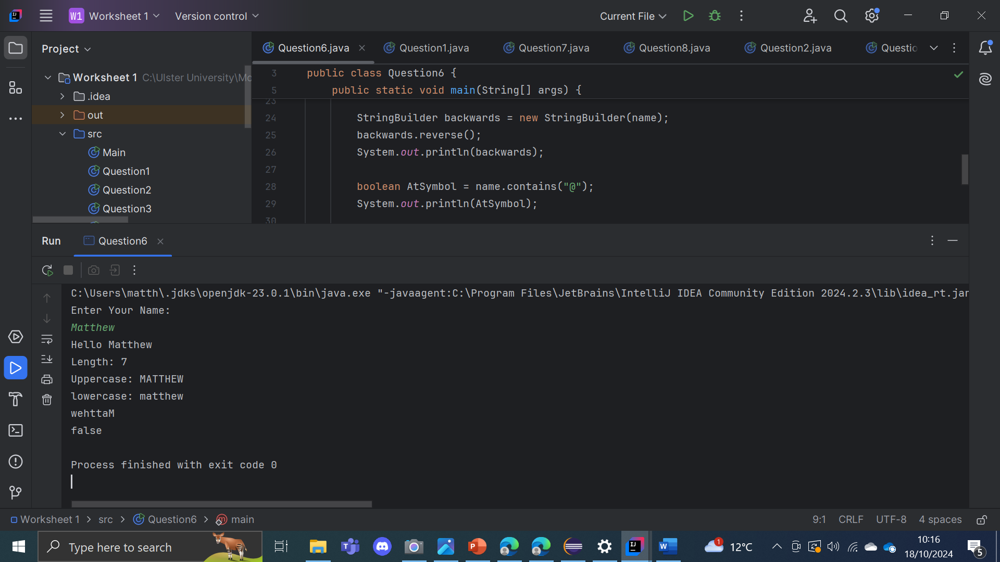 W1 Worksheet 1 Version control Current File
Project
Question6.java Question1.java Question7.java Question8.java Question2.java Questio
Worksheet 1 C:\Ulster University\Mo
.idea
out
src
Main
Question1
Question2
Question3
3 public class Question6 {
5 public static void main(String[] args) {
23
24 StringBuilder backwards = new StringBuilder(name);
25 backwards.reverse();
26 System.out.println(backwards);
27
28 boolean AtSymbol = name.contains("@");
29 System.out.println(AtSymbol);
30
Run Question6
C:\Users\matth\.jdks\openjdk-23.0.1\bin\java.exe "-javaagent:C:\Program Files\JetBrains\IntelliJ IDEA Community Edition 2024.2.3\lib\idea_rt.jar
Enter Your Name:
Matthew
Hello Matthew
Length: 7
Uppercase: MATTHEW
lowercase: matthew
wehttaM
false
Process finished with exit code 0
Worksheet 1 > src > Question6 > main 9:1 CRLF UTF-8 4 spaces
Type here to search 1 12°C 10:16
18/10/2024 5